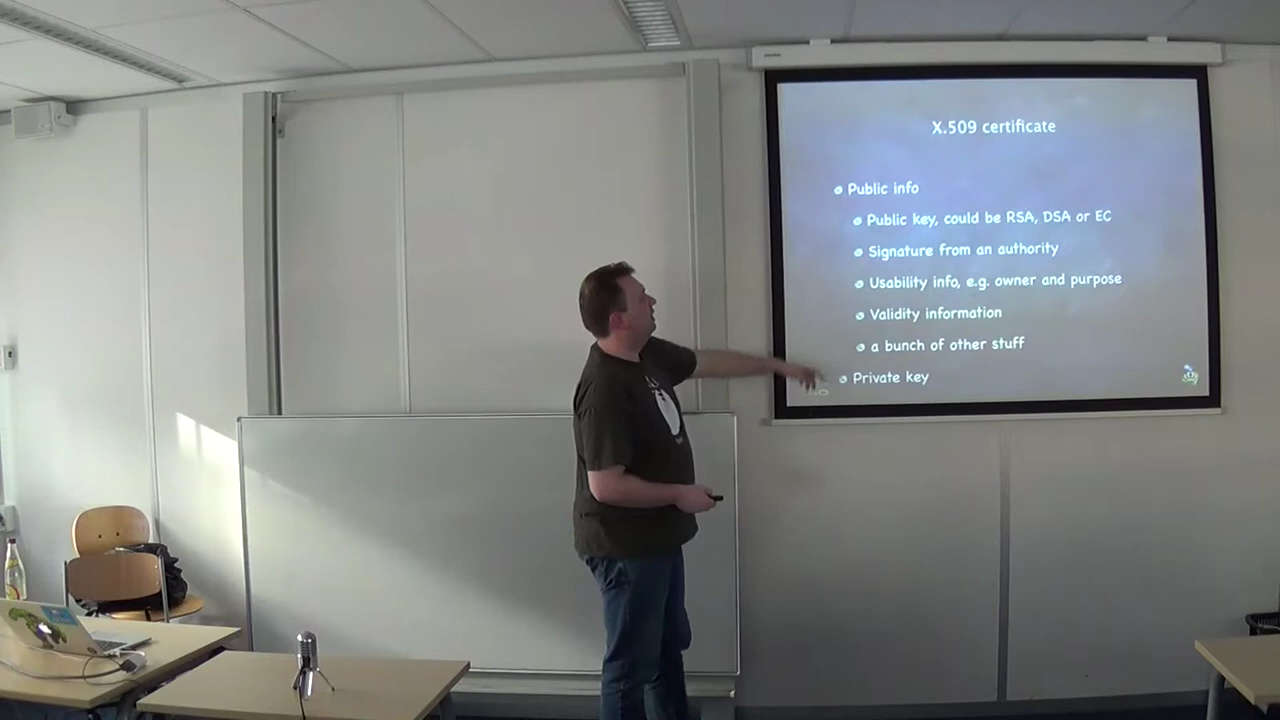 X.509 certificate
Public info
Public key, could be RSA, DSA or EC
Signature from an authority
Usability info, e.g. owner and purpose
Validity information
a bunch of other stuff
Private key